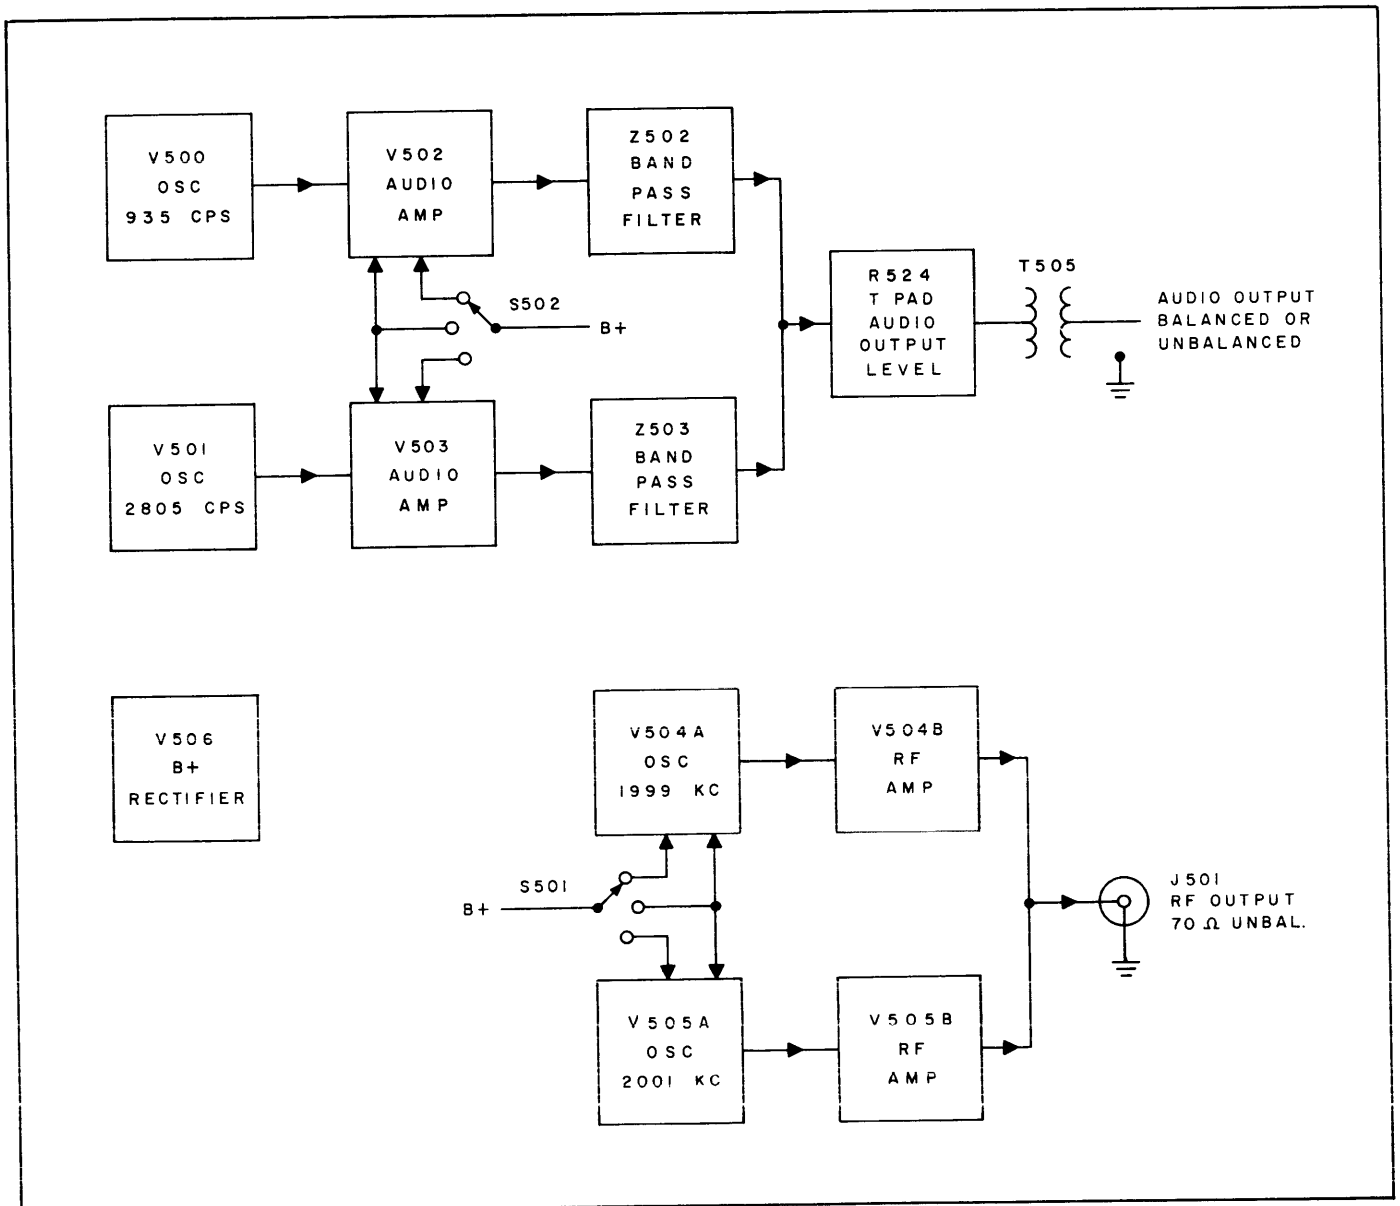 V500
OSC
935 CPS
V502
AUDIO
AMP
Z502
BAND
PASS
FILTER
S502
B+
R524
T PAD
AUDIO
OUTPUT
LEVEL
T505
AUDIO OUTPUT
BALANCED OR
UNBALANCED
V501
OSC
2805 CPS
V503
AUDIO
AMP
Z503
BAND
PASS
FILTER
V506
B+
RECTIFIER
V504A
OSC
1999 KC
V504B
RF
AMP
S501
B+
J501
RF OUTPUT
70 Ω UNBAL.
V505A
OSC
2001 KC
V505B
RF
AMP